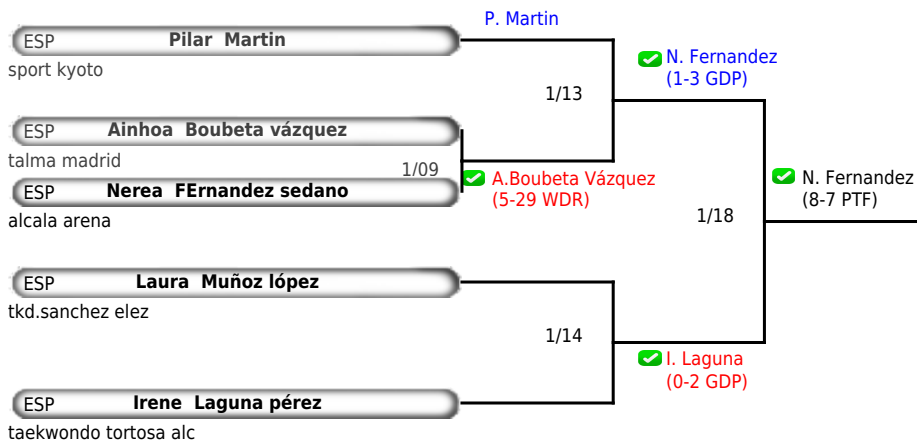 P. Martin
ESP Pilar Martin
sport kyoto
N. Fernandez
(1-3 GDP)
1/13
ESP Ainhoa Boubeta vázquez
talma madrid
1/09
A.Boubeta Vázquez
(5-29 WDR)
ESP Nerea FErnandez sedano
alcala arena
N. Fernandez
(8-7 PTF)
1/18
ESP Laura Muñoz lópez
tkd.sanchez elez
1/14
I. Laguna
(0-2 GDP)
ESP Irene Laguna pérez
taekwondo tortosa alc